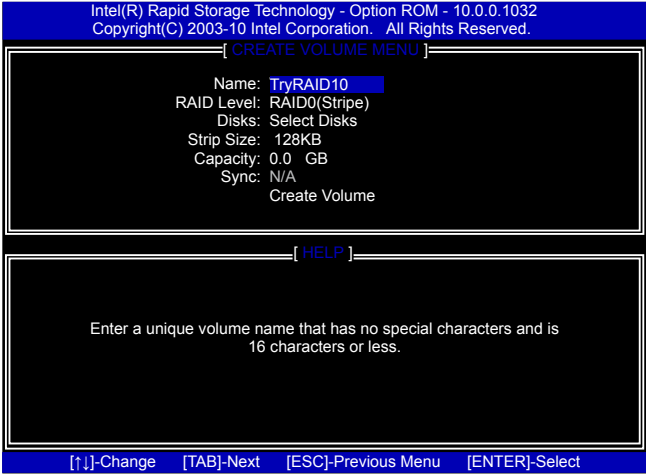 Intel(R) Rapid Storage Technology - Option ROM - 10.0.0.1032
Copyright(C) 2003-10 Intel Corporation. All Rights Reserved.
[ CREATE VOLUME MENU ]
Name: TryRAID10
RAID Level: RAID0(Stripe)
Disks: Select Disks
Strip Size: 128KB
Capacity: 0.0 GB
Sync: N/A
Create Volume
[ HELP ]
Enter a unique volume name that has no special characters and is
16 characters or less.
[↑↓]-Change [TAB]-Next [ESC]-Previous Menu [ENTER]-Select